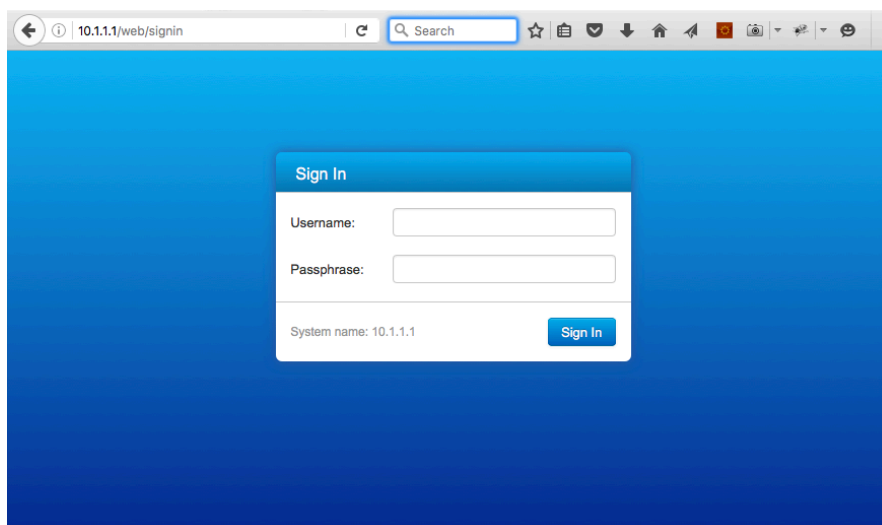 10.1.1.1/web/signin
Search
Sign In
Username:
Passphrase:
System name: 10.1.1.1
Sign In